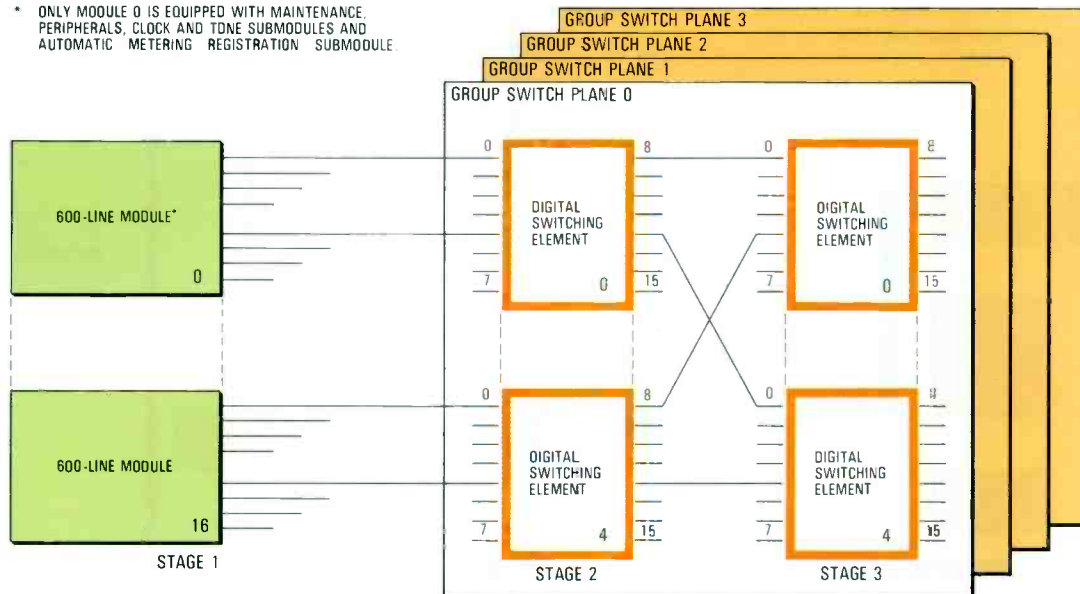 * ONLY MODULE 0 IS EQUIPPED WITH MAINTENANCE,
PERIPHERALS, CLOCK AND TONE SUBMODULES AND
AUTOMATIC METERING REGISTRATION SUBMODULE.
GROUP SWITCH PLANE 3
GROUP SWITCH PLANE 2
GROUP SWITCH PLANE 1
GROUP SWITCH PLANE 0
600-LINE MODULE*
0
0
7
DIGITAL
SWITCHING
ELEMENT
0
8
15
0
7
DIGITAL
SWITCHING
ELEMENT
0
8
15
600-LINE MODULE
16
STAGE 1
0
7
DIGITAL
SWITCHING
ELEMENT
4
8
15
STAGE 2
0
7
DIGITAL
SWITCHING
ELEMENT
4
15
STAGE 3